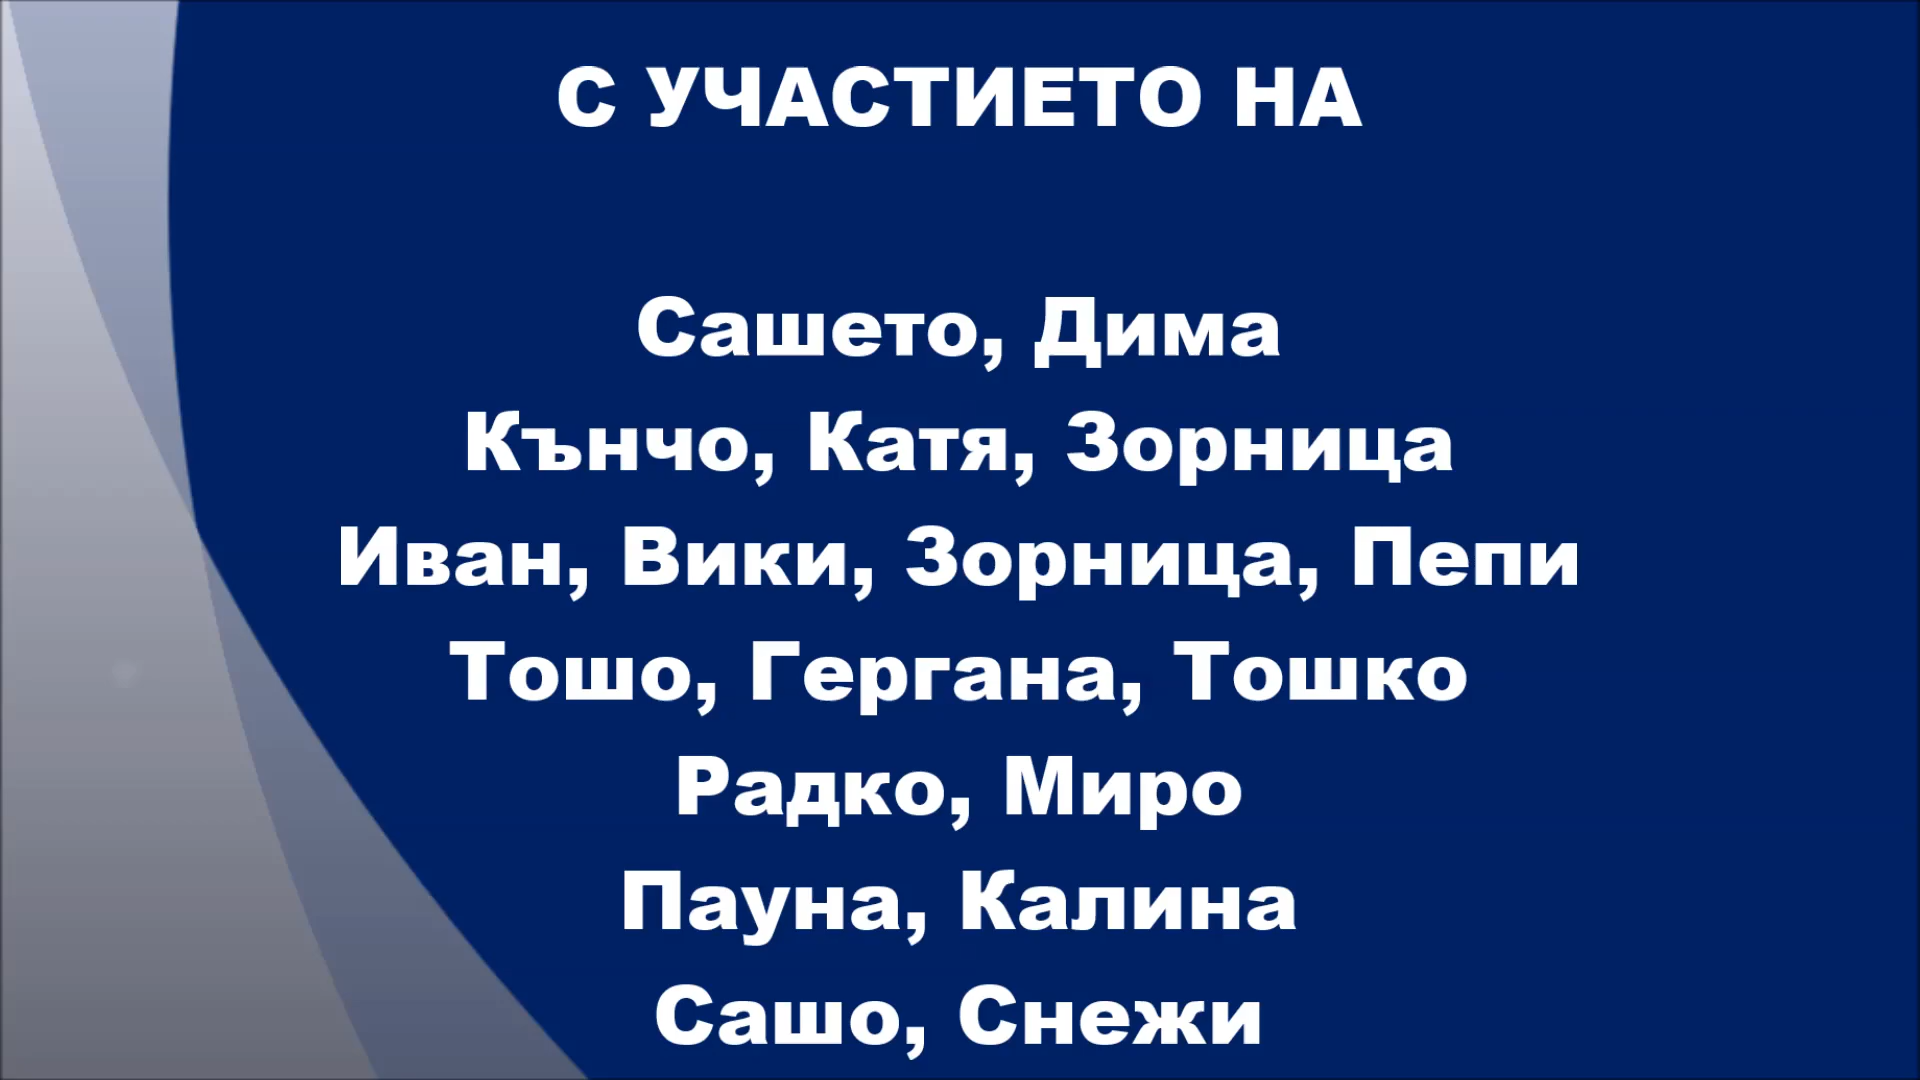 С УЧАСТИЕТО НА
Сашето, Дима
Кънчо, Катя, Зорница
Иван, Вики, Зорница, Пепи
Тошо, Гергана, Тошко
Радко, Миро
Пауна, Калина
Сашо, Снежи